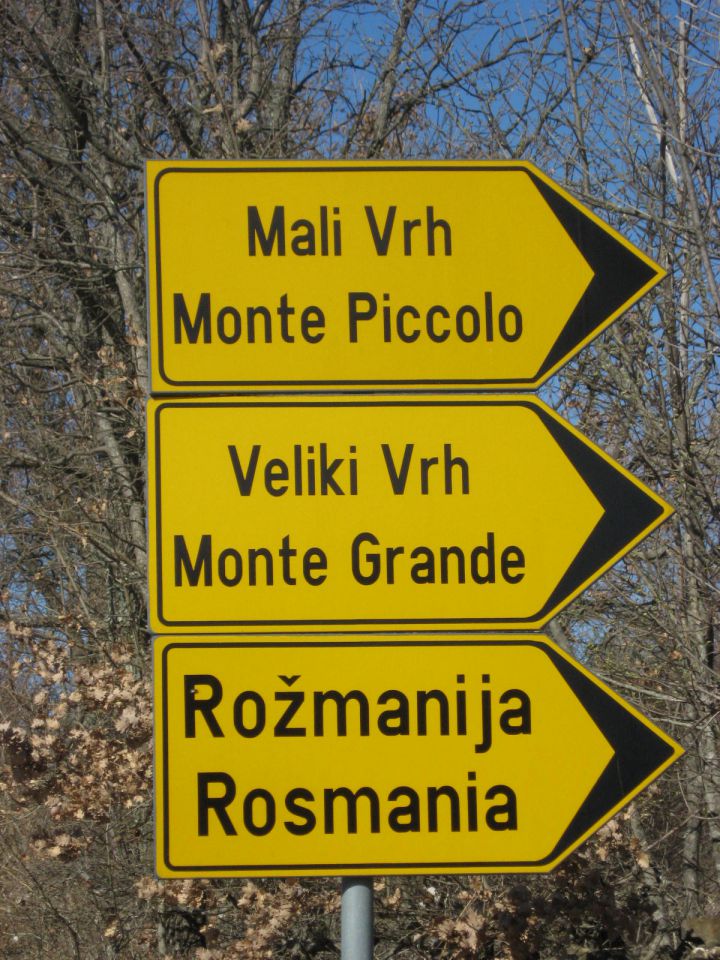 Mali Vrh
Monte Piccolo
Veliki Vrh
Monte Grande
Rožmanija
Rosmania